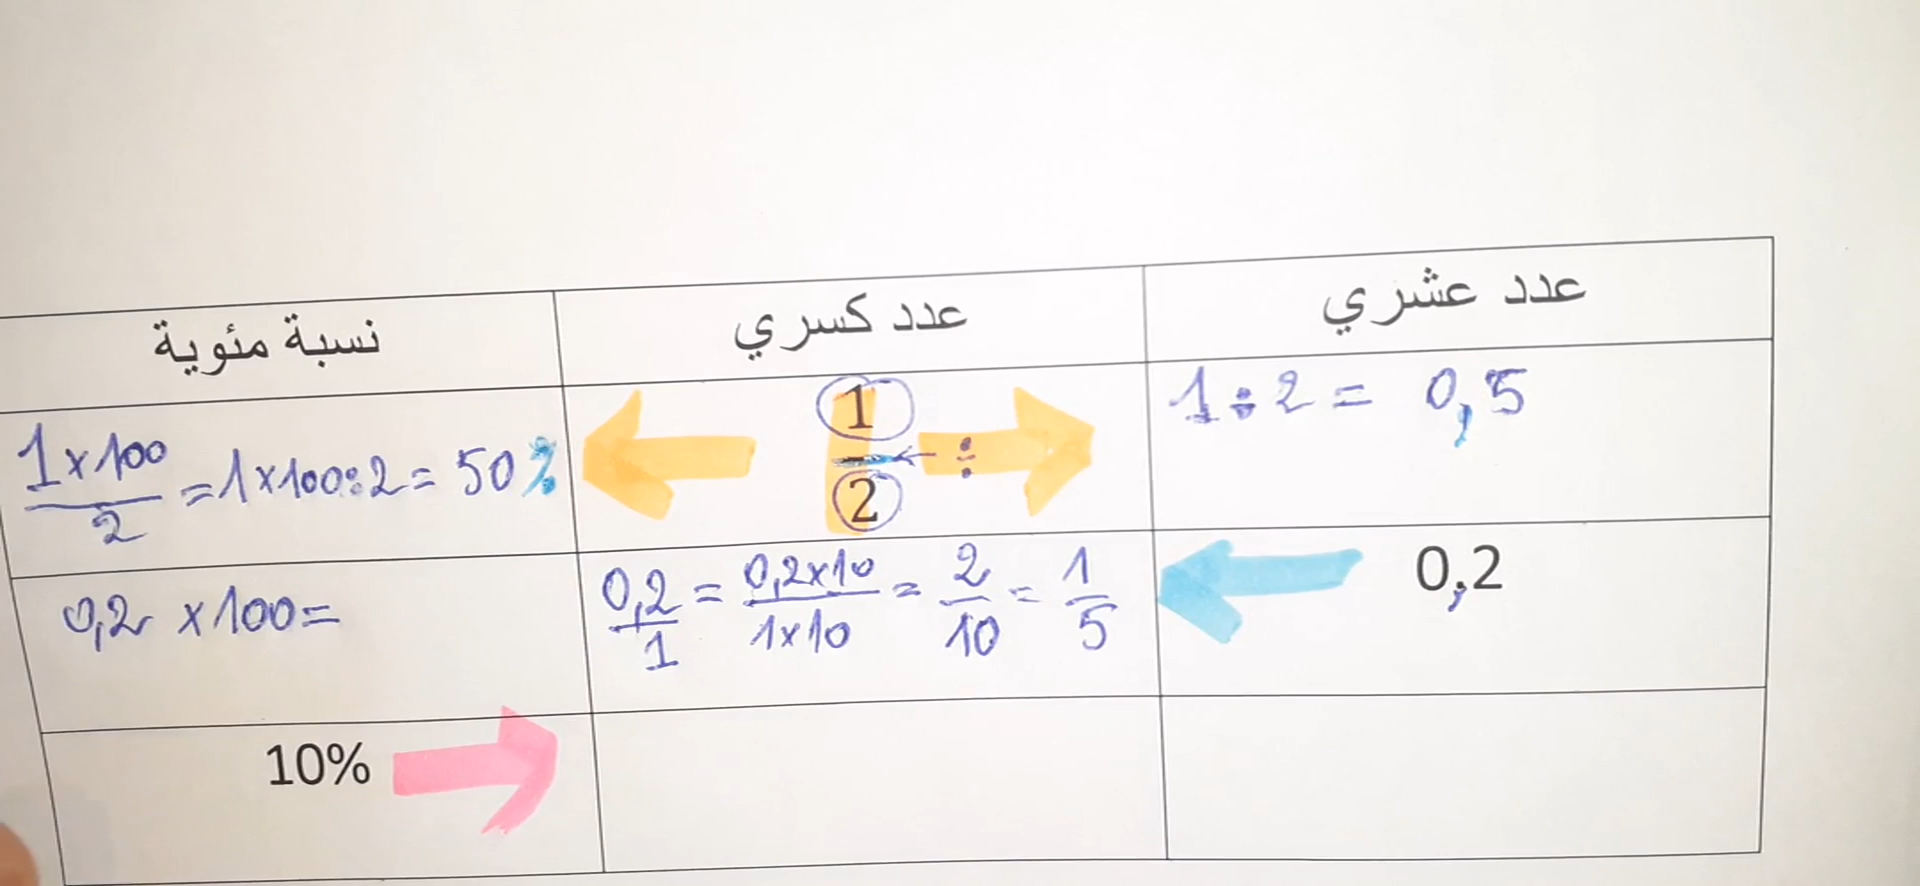 عدد عشري عدد كسري نسبة مئوية
1 ÷ 2 = 0,5
1
— ← ÷
2
1 x 100 / 2 = 1 x 100 : 2 = 50 %
0,2
0,2 / 1 = 0,2 x 10 / 1 x 10 = 2 / 10 = 1 / 5
0,2 x 100 =
10%